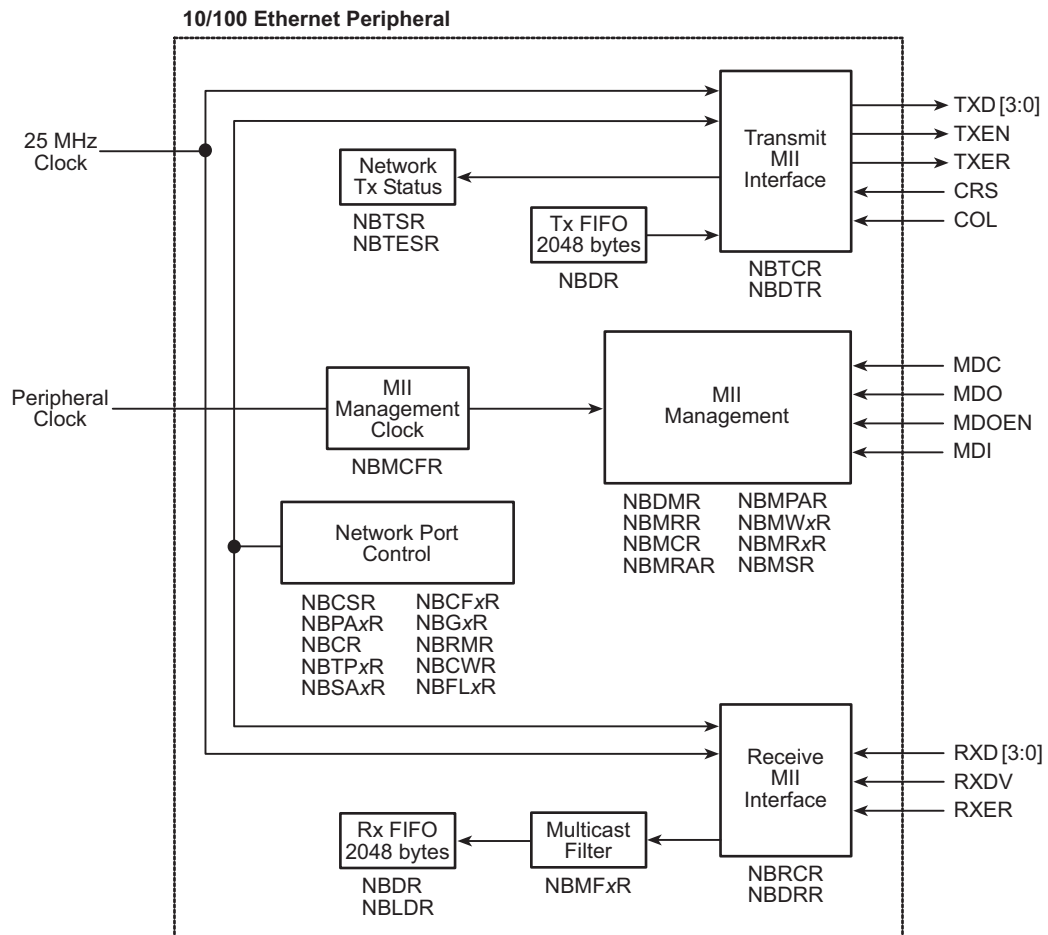 10/100 Ethernet Peripheral
25 MHz
Clock
Network
Tx Status
NBTSR
NBTESR
Tx FIFO
2048 bytes
NBDR
Transmit
MII
Interface
NBTCR
NBDTR
TXD [3:0]
TXEN
TXER
CRS
COL
Peripheral
Clock
MII
Management
Clock
NBMCFR
MII
Management
NBDMR
NBMRR
NBMCR
NBMRAR
NBMPAR
NBMWxR
NBMRxR
NBMSR
MDC
MDO
MDOEN
MDI
Network Port
Control
NBCSR
NBPAxR
NBCR
NBTPxR
NBSAxR
NBCFxR
NBGxR
NBRMR
NBCWR
NBFLxR
Rx FIFO
2048 bytes
NBDR
NBLDR
Multicast
Filter
NBMFxR
Receive
MII
Interface
NBRCR
NBDRR
RXD [3:0]
RXDV
RXER